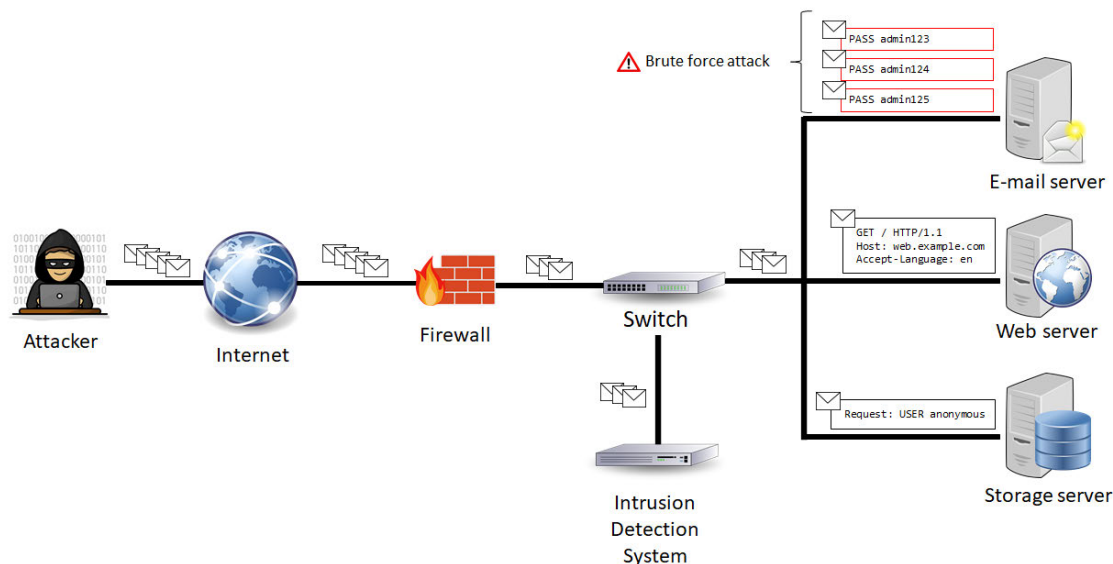 PASS admin123
Brute force attack
PASS admin124
PASS admin125
E-mail server
GET / HTTP/1.1
Host: web.example.com
Accept-Language: en
Attacker
Internet
Firewall
Switch
Web server
Request: USER anonymous
Intrusion
Detection
System
Storage server